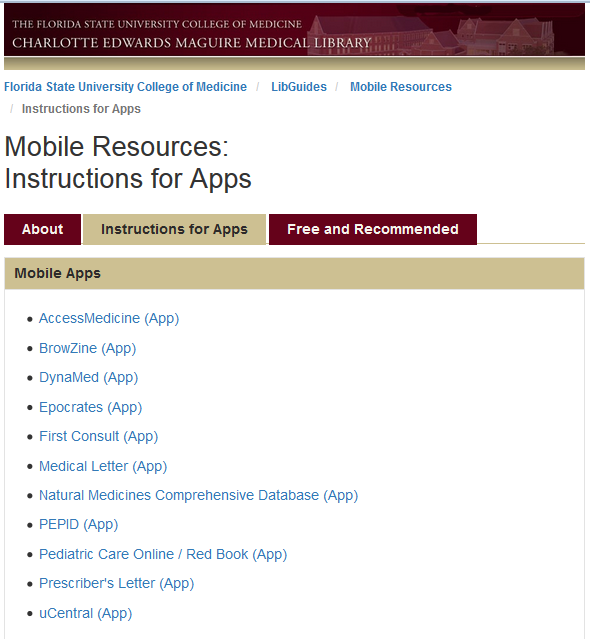 THE FLORIDA STATE UNIVERSITY COLLEGE OF MEDICINE
CHARLOTTE EDWARDS MAGUIRE MEDICAL LIBRARY
Florida State University College of Medicine / LibGuides / Mobile Resources
/ Instructions for Apps
Mobile Resources:
Instructions for Apps
About Instructions for Apps Free and Recommended
Mobile Apps
• AccessMedicine (App)
• BrowZine (App)
• DynaMed (App)
• Epocrates (App)
• First Consult (App)
• Medical Letter (App)
• Natural Medicines Comprehensive Database (App)
• PEPID (App)
• Pediatric Care Online / Red Book (App)
• Prescriber's Letter (App)
• uCentral (App)